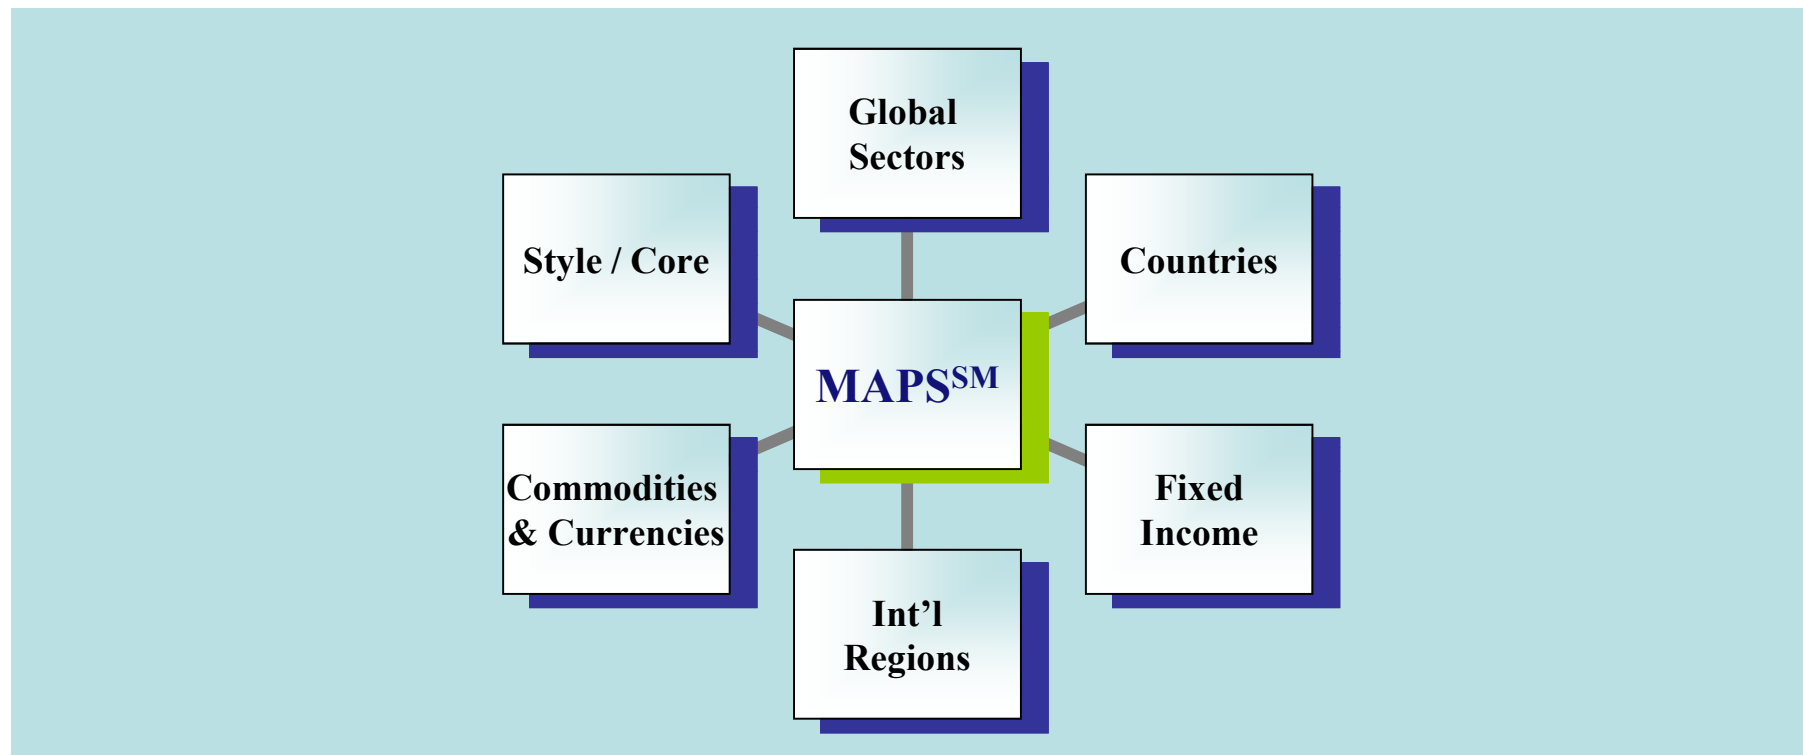 Global
Sectors
Style / Core
Countries
MAPSSM
Commodities
& Currencies
Fixed
Income
Int’l
Regions